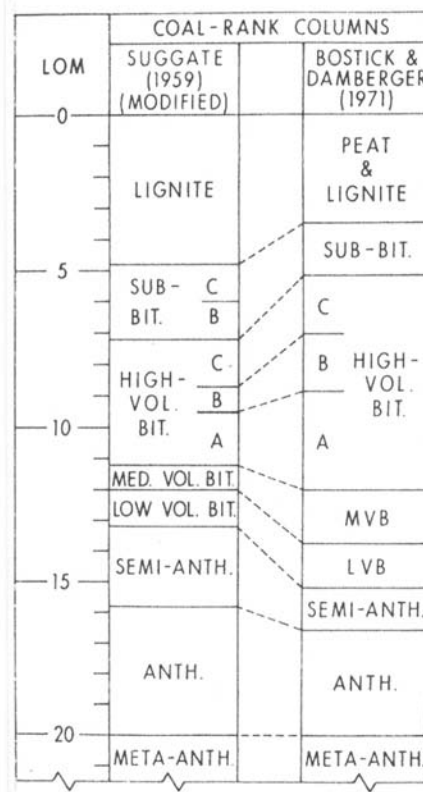 COAL-RANK COLUMNS
LOM
SUGGATE
(1959)
(MODIFIED)
BOSTICK &
DAMBERGER
(1971)
0
5
10
15
20
LIGNITE
SUB-
BIT.
C
B
HIGH-
VOL.
BIT.
C
B
A
MED. VOL. BIT.
LOW VOL. BIT.
SEMI-ANTH.
ANTH.
META-ANTH.
PEAT
&
LIGNITE
SUB-BIT.
C
B
A
HIGH-
VOL.
BIT.
MVB
LVB
SEMI-ANTH.
ANTH.
META-ANTH.